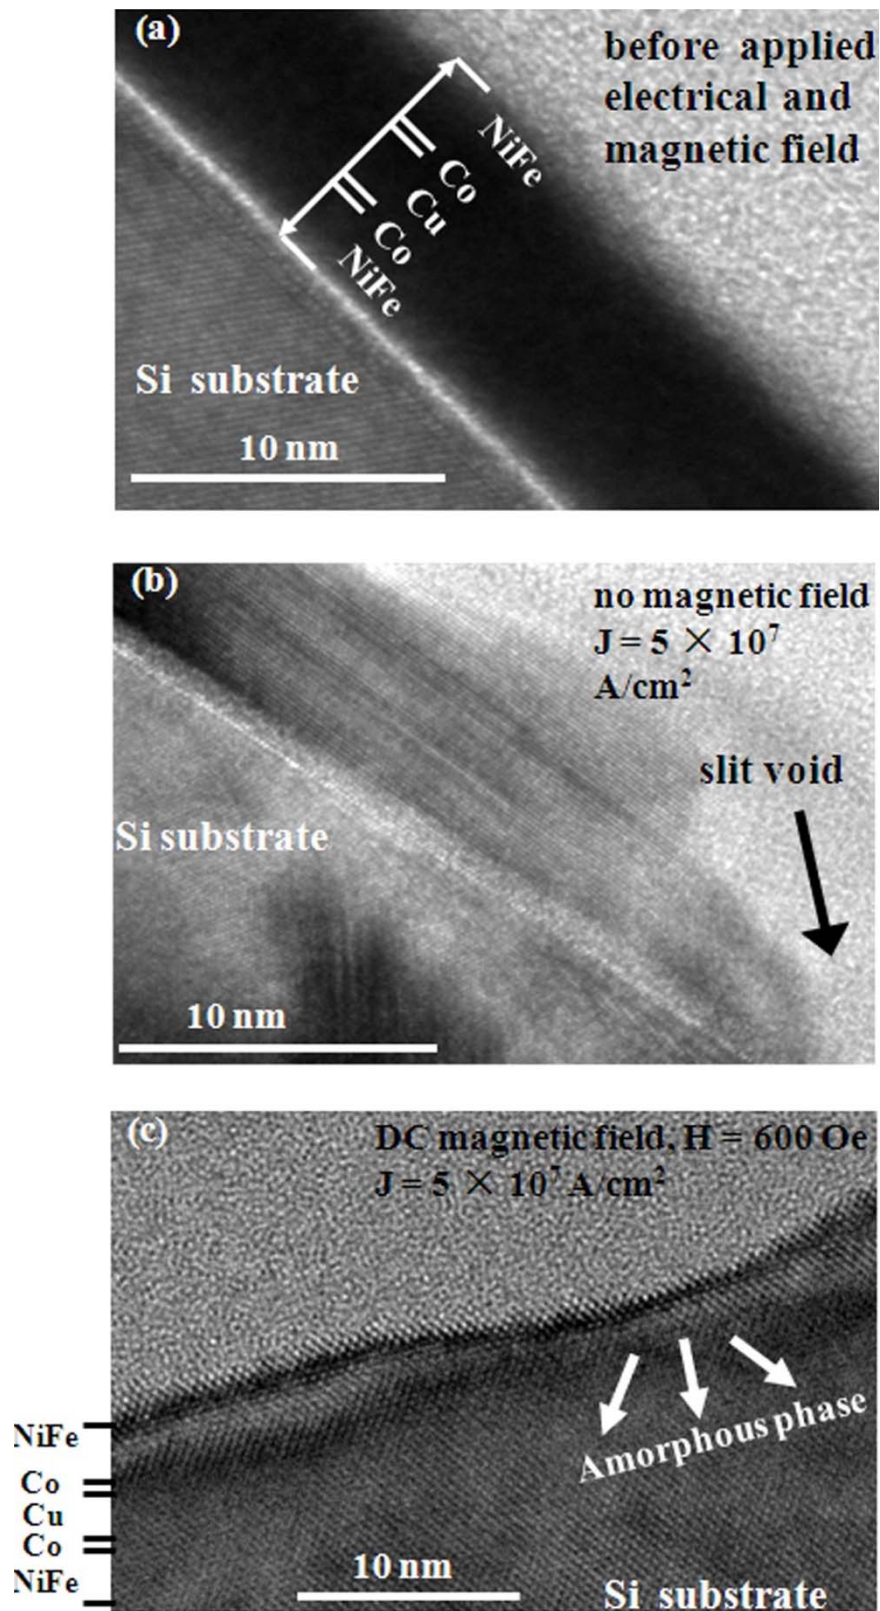 (a)
before applied
electrical and
magnetic field
NiFe
Co
Cu
Co
NiFe
Si substrate
10 nm
(b)
no magnetic field
J = 5 × 10⁷
A/cm²
slit void
Si substrate
10 nm
(c)
DC magnetic field, H = 600 Oe
J = 5 × 10⁷ A/cm²
Amorphous phase
NiFe
Co
Cu
Co
NiFe
10 nm
Si substrate